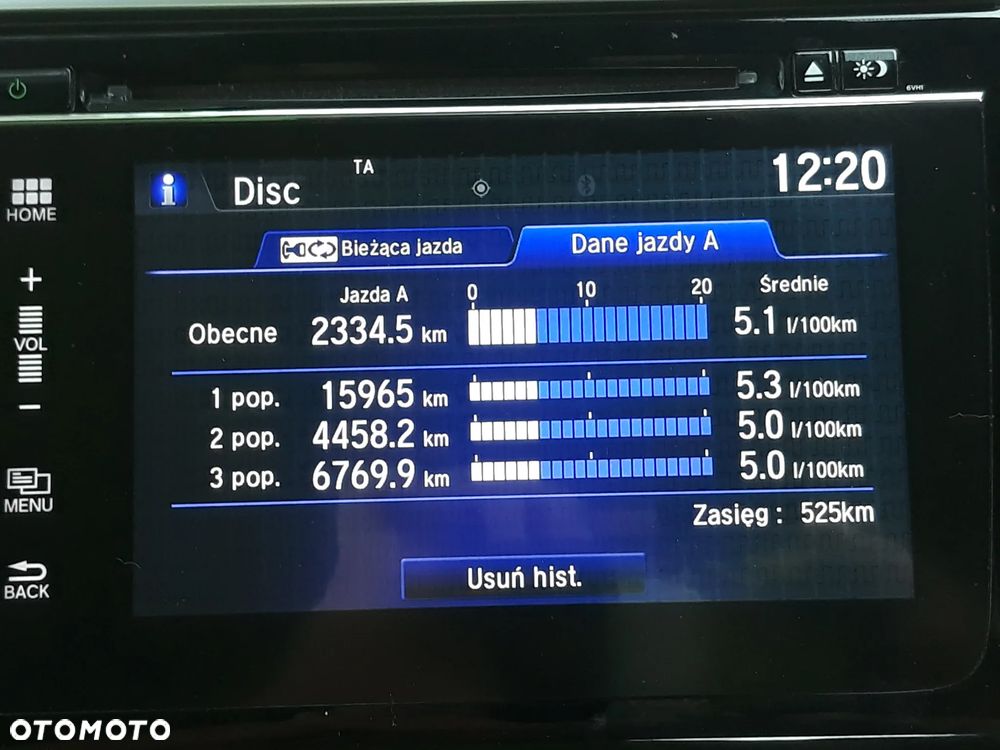 6VH1
TA
i Disc 12:20
HOME
Bieżąca jazda Dane jazdy A
Jazda A 0 10 20 Średnie
+
Obecne 2334.5 km 5.1 l/100km
VOL
1 pop. 15965 km 5.3 l/100km
−
2 pop. 4458.2 km 5.0 l/100km
3 pop. 6769.9 km 5.0 l/100km
MENU
Zasięg : 525km
BACK
Usuń hist.
OTOMOTO